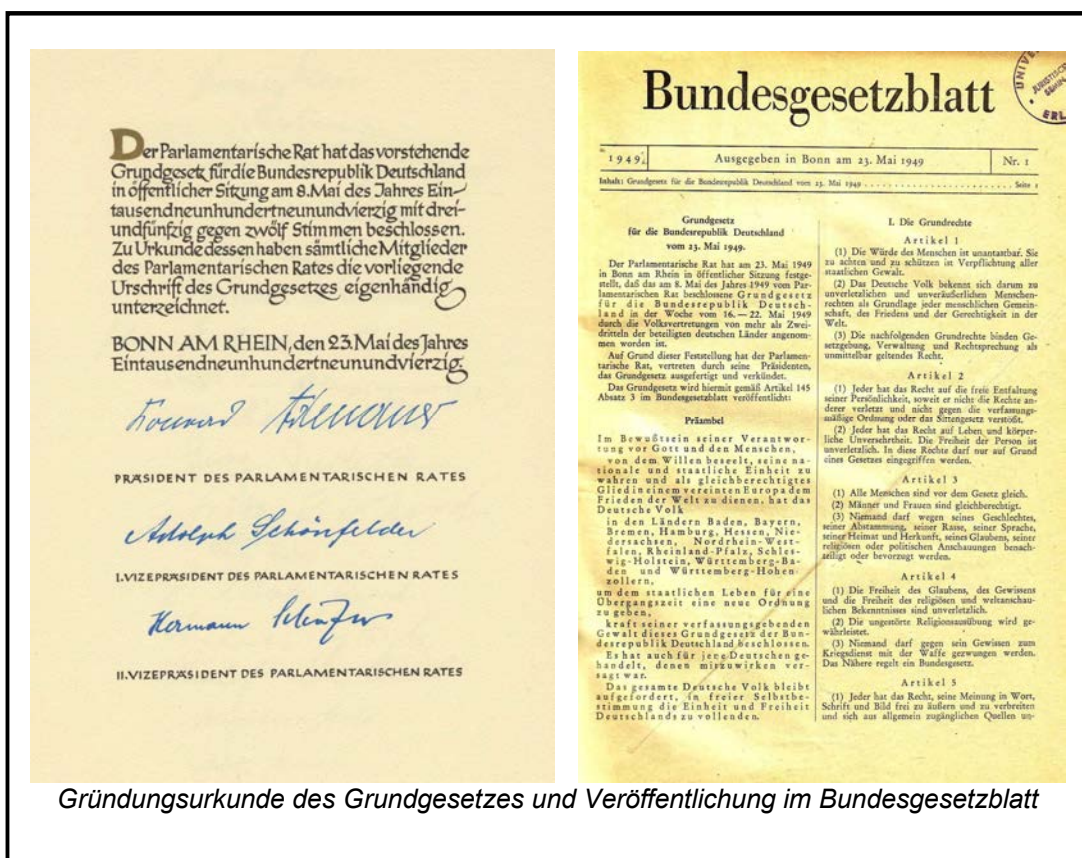 Der Parlamentarische Rat hat das vorstehende
Grundgesetz für die Bundesrepublik Deutschland
in öffentlicher Sitzung am 8. Mai des Jahres Ein-
tausendneunhundertneunundvierzig mit drei-
undfünfzig gegen zwölf Stimmen beschlossen.
Zu Urkunde dessen haben sämtliche Mitglieder
des Parlamentarischen Rates die vorliegende
Urschrift des Grundgesetzes eigenhändig
unterzeichnet.
BONN AM RHEIN, den 23. Mai des Jahres
Eintausendneunhundertneunundvierzig.
Konrad Adenauer
PRÄSIDENT DES PARLAMENTARISCHEN RATES
Adolph Schönfelder
I. VIZEPRÄSIDENT DES PARLAMENTARISCHEN RATES
Hermann Schäfer
II. VIZEPRÄSIDENT DES PARLAMENTARISCHEN RATES
Bundesgesetzblatt
JURISTISCH
SEMIN
ERL
1949
Ausgegeben in Bonn am 23. Mai 1949
Nr. 1
Inhalt: Grundgesetz für die Bundesrepublik Deutschland vom 23. Mai 1949 . . . . . . . . . . . . . . . . . . . . . . . . Seite 1
Grundgesetz
für die Bundesrepublik Deutschland
vom 23. Mai 1949.
Der Parlamentarische Rat hat am 23. Mai 1949
in Bonn am Rhein in öffentlicher Sitzung festge-
stellt, daß das am 8. Mai des Jahres 1949 vom Par-
lamentarischen Rat beschlossene Grundgesetz
für die Bundesrepublik Deutsch-
land in der Woche vom 16. — 22. Mai 1949
durch die Volksvertretungen von mehr als Zwei-
dritteln der beteiligten deutschen Länder angenom-
men worden ist.
Auf Grund dieser Feststellung hat der Parlamen-
tarische Rat, vertreten durch seine Präsidenten,
das Grundgesetz ausgefertigt und verkündet.
Das Grundgesetz wird hiermit gemäß Artikel 145
Absatz 3 im Bundesgesetzblatt veröffentlicht:
Präambel
Im Bewußtsein seiner Verantwor-
tung vor Gott und den Menschen,
von dem Willen beseelt, seine na-
tionale und staatliche Einheit zu
wahren und als gleichberechtigtes
Glied in einem vereinten Europa dem
Frieden der Welt zu dienen, hat das
Deutsche Volk
in den Ländern Baden, Bayern,
Bremen, Hamburg, Hessen, Nie-
dersachsen, Nordrhein-West-
falen, Rheinland-Pfalz, Schles-
wig-Holstein, Württemberg-Ba-
den und Württemberg-Hohen-
zollern,
um dem staatlichen Leben für eine
Übergangszeit eine neue Ordnung
zu geben,
kraft seiner verfassungsgebenden
Gewalt dieses Grundgesetz der Bun-
desrepublik Deutschland beschlossen.
Es hat auch für jene Deutschen ge-
handelt, denen mitzuwirken ver-
sagt war.
Das gesamte Deutsche Volk bleibt
aufgefordert, in freier Selbstbe-
stimmung die Einheit und Freiheit
Deutschlands zu vollenden.
I. Die Grundrechte
Artikel 1
(1) Die Würde des Menschen ist unantastbar. Sie
zu achten und zu schützen ist Verpflichtung aller
staatlichen Gewalt.
(2) Das Deutsche Volk bekennt sich darum zu
unverletzlichen und unveräußerlichen Menschen-
rechten als Grundlage jeder menschlichen Gemein-
schaft, des Friedens und der Gerechtigkeit in der
Welt.
(3) Die nachfolgenden Grundrechte binden Ge-
setzgebung, Verwaltung und Rechtsprechung als
unmittelbar geltendes Recht.
Artikel 2
(1) Jeder hat das Recht auf die freie Entfaltung
seiner Persönlichkeit, soweit er nicht die Rechte an-
derer verletzt und nicht gegen die verfassungs-
mäßige Ordnung oder das Sittengesetz verstößt.
(2) Jeder hat das Recht auf Leben und körper-
liche Unversehrtheit. Die Freiheit der Person ist
unverletzlich. In diese Rechte darf nur auf Grund
eines Gesetzes eingegriffen werden.
Artikel 3
(1) Alle Menschen sind vor dem Gesetz gleich.
(2) Männer und Frauen sind gleichberechtigt.
(3) Niemand darf wegen seines Geschlechtes,
seiner Abstammung, seiner Rasse, seiner Sprache,
seiner Heimat und Herkunft, seines Glaubens, seiner
religiösen oder politischen Anschauungen benach-
teiligt oder bevorzugt werden.
Artikel 4
(1) Die Freiheit des Glaubens, des Gewissens
und die Freiheit des religiösen und weltanschau-
lichen Bekenntnisses sind unverletzlich.
(2) Die ungestörte Religionsausübung wird ge-
währleistet.
(3) Niemand darf gegen sein Gewissen zum
Kriegsdienst mit der Waffe gezwungen werden.
Das Nähere regelt ein Bundesgesetz.
Artikel 5
(1) Jeder hat das Recht, seine Meinung in Wort,
Schrift und Bild frei zu äußern und zu verbreiten
und sich aus allgemein zugänglichen Quellen un-
Gründungsurkunde des Grundgesetzes und Veröffentlichung im Bundesgesetzblatt